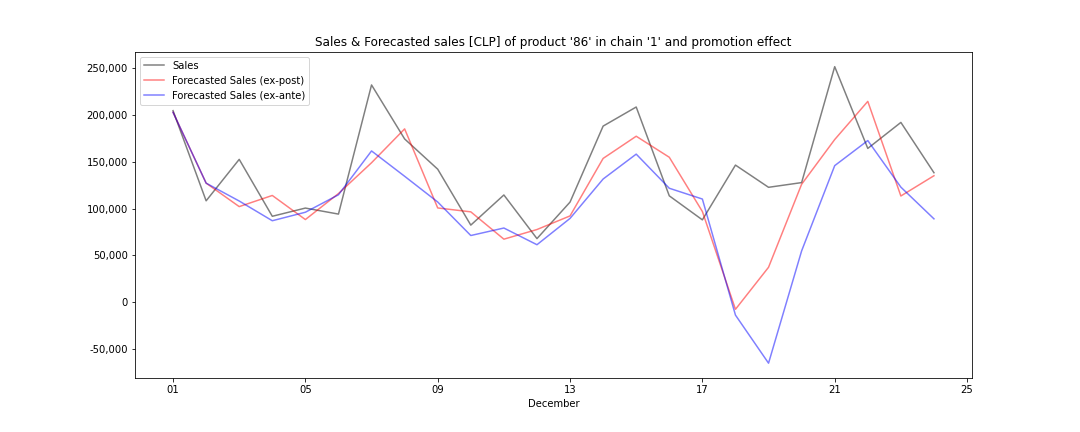 Sales & Forecasted sales [CLP] of product '86' in chain '1' and promotion effect
Sales
Forecasted Sales (ex-post)
Forecasted Sales (ex-ante)
250,000
200,000
150,000
100,000
50,000
0
-50,000
01 05 09 13 17 21 25
December